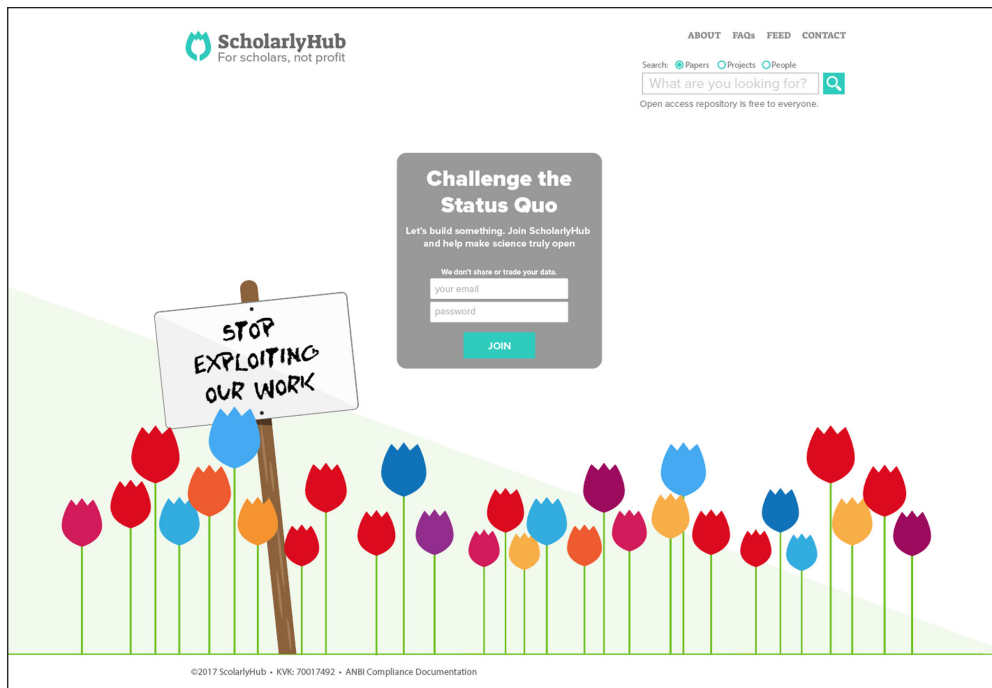 ScholarlyHub
For scholars, not profit
ABOUT FAQs FEED CONTACT
Search: Papers Projects People
What are you looking for?
Open access repository is free to everyone.
Challenge the
Status Quo
Let's build something. Join ScholarlyHub
and help make science truly open
We don't share or trade your data.
your email
password
JOIN
STOP
EXPLOITING
OUR WORK
©2017 ScolarlyHub • KVK: 70017492 • ANBI Compliance Documentation